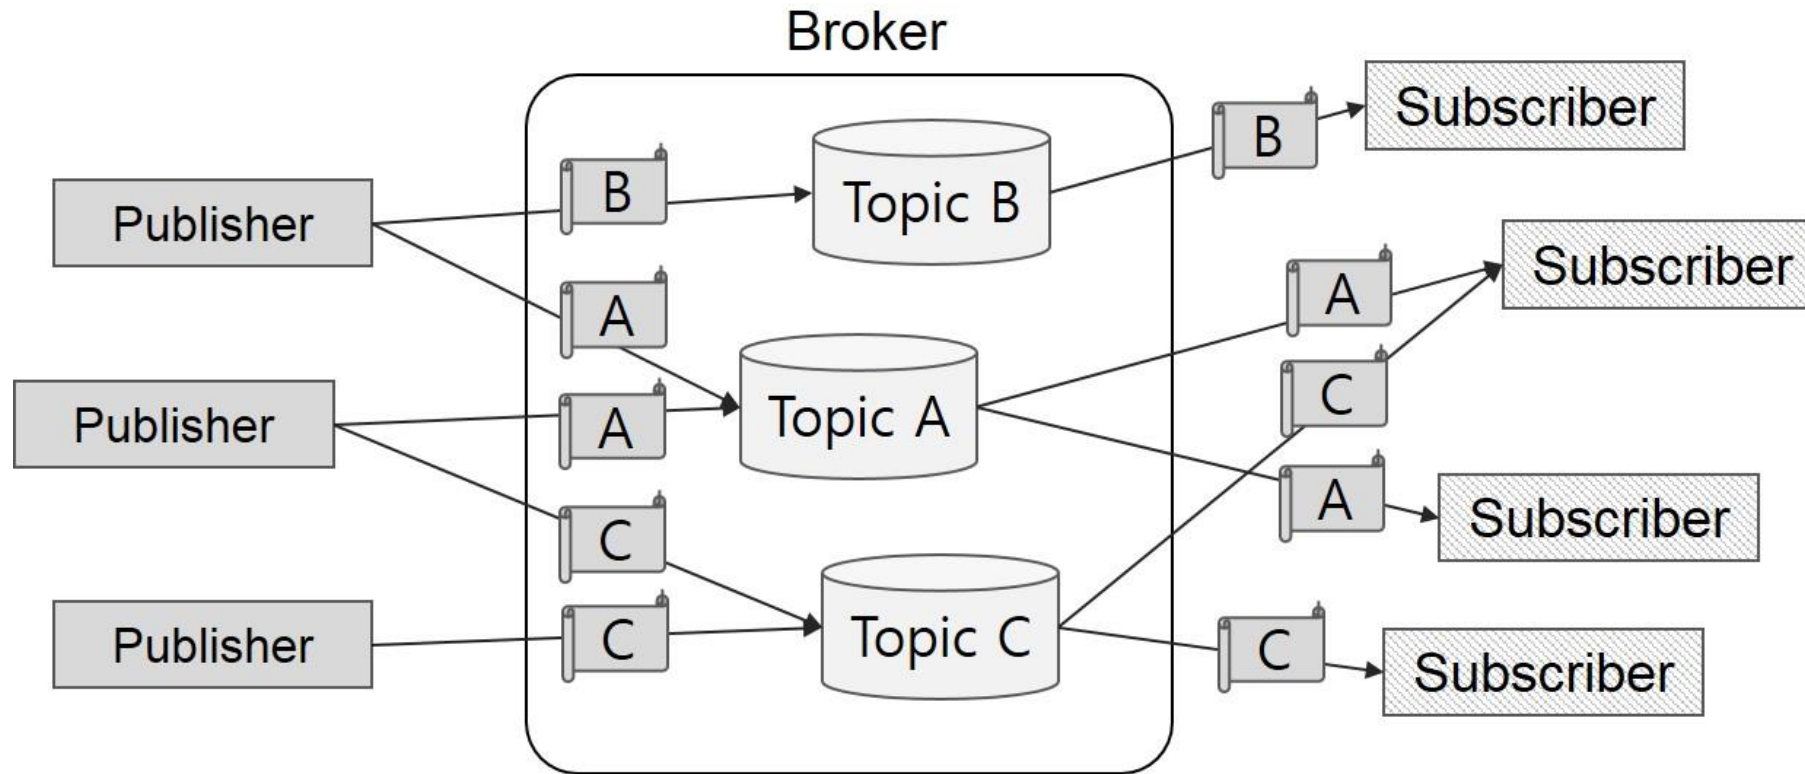 Broker
B
Subscriber
B
Topic B
Publisher
Subscriber
A
A
Topic A
C
Publisher
A
A
Subscriber
C
Topic C
Publisher
C
C
Subscriber